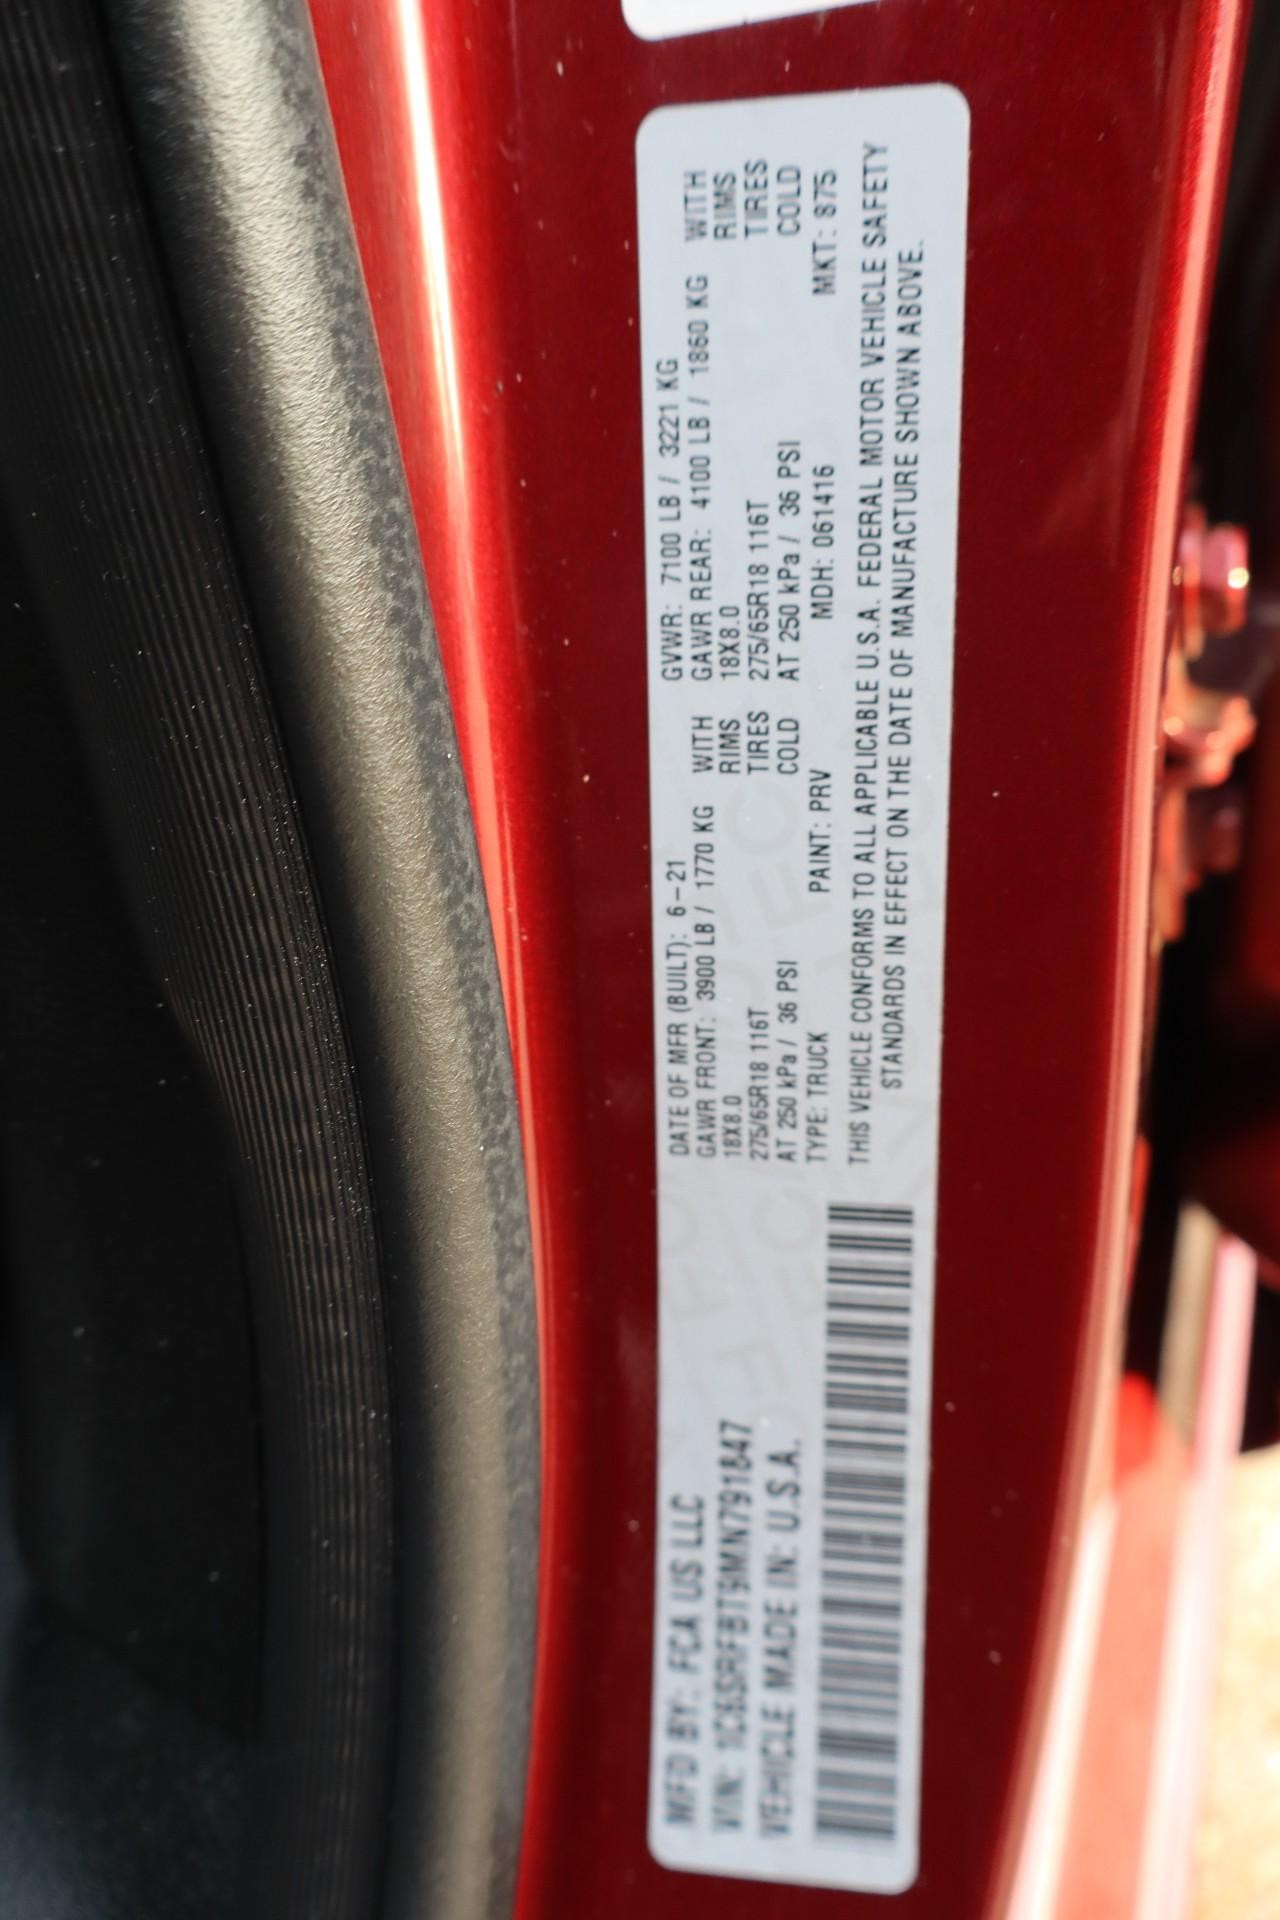 MFD BY: FCA US LLC
VIN: 1C6SRFBT9MN791847
VEHICLE MADE IN: U.S.A.
DATE OF MFR (BUILT): 6-21 GVWR: 7100 LB / 3221 KG
GAWR FRONT: 3900 LB / 1770 KG WITH GAWR REAR: 4100 LB / 1860 KG WITH
18X8.0 RIMS 18X8.0 RIMS
275/65R18 116T TIRES 275/65R18 116T TIRES
AT 250 kPa / 36 PSI COLD AT 250 kPa / 36 PSI COLD
TYPE: TRUCK PAINT: PRV MDH: 061416 MKT: 875
THIS VEHICLE CONFORMS TO ALL APPLICABLE U.S.A. FEDERAL MOTOR VEHICLE SAFETY
STANDARDS IN EFFECT ON THE DATE OF MANUFACTURE SHOWN ABOVE.